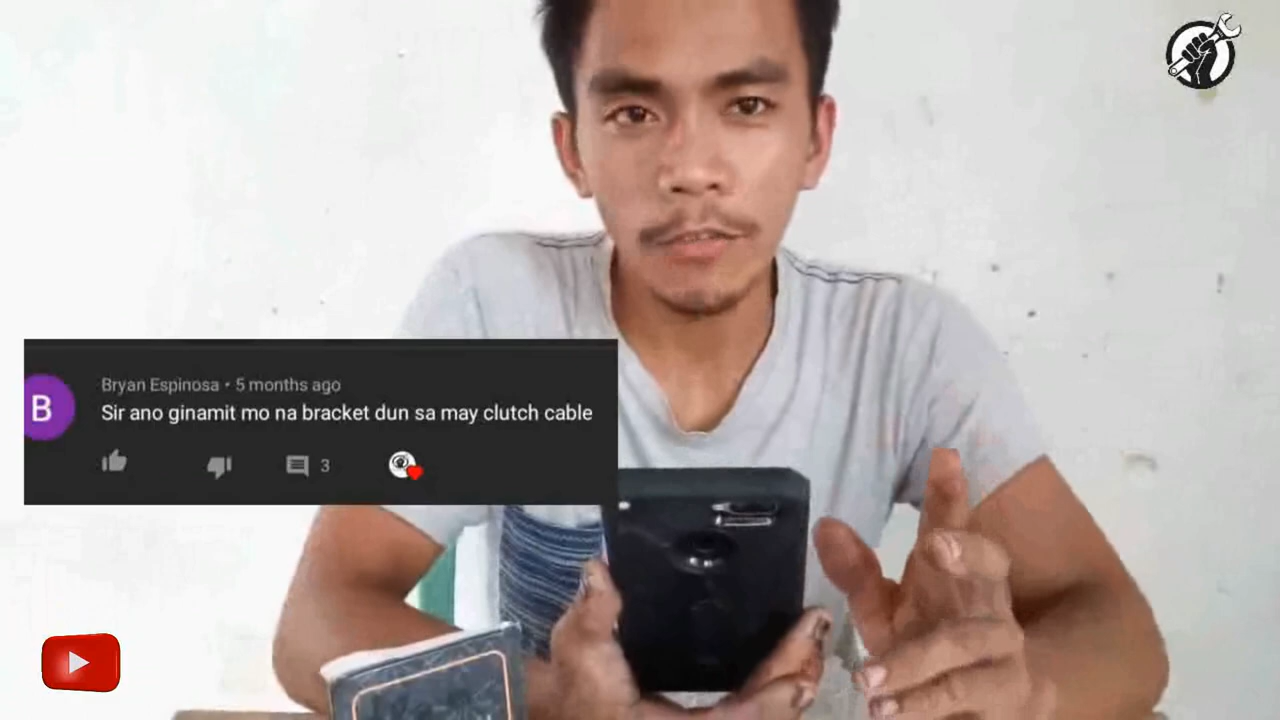 B
Bryan Espinosa • 5 months ago
Sir ano ginamit mo na bracket dun sa may clutch cable
3